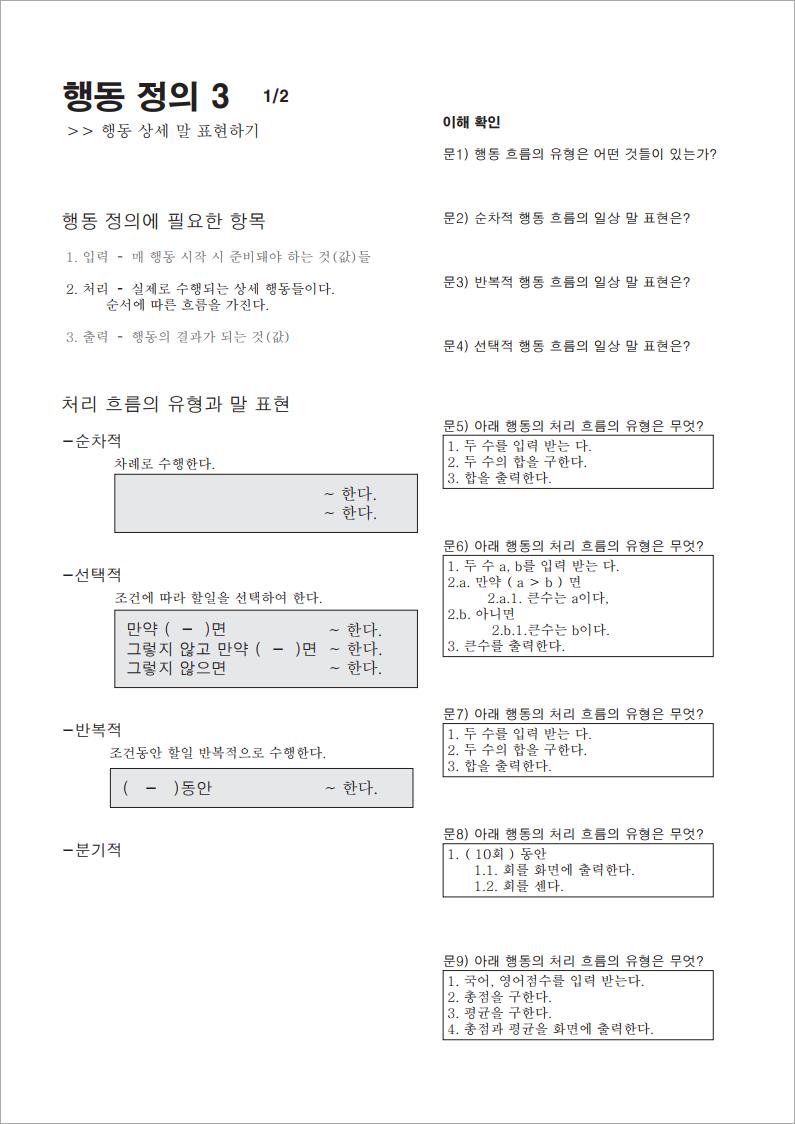 행동 정의 3 1/2
>> 행동 상세 말 표현하기
행동 정의에 필요한 항목
1. 입력 - 매 행동 시작 시 준비돼야 하는 것(값)들
2. 처리 - 실제로 수행되는 상세 행동들이다.
순서에 따른 흐름을 가진다.
3. 출력 - 행동의 결과가 되는 것(값)
처리 흐름의 유형과 말 표현
-순차적
차례로 수행한다.
~ 한다.
~ 한다.
-선택적
조건에 따라 할일을 선택하여 한다.
만약 ( - )면 ~ 한다.
그렇지 않고 만약 ( - )면 ~ 한다.
그렇지 않으면 ~ 한다.
-반복적
조건동안 할일 반복적으로 수행한다.
( - )동안 ~ 한다.
-분기적
이해 확인
문1) 행동 흐름의 유형은 어떤 것들이 있는가?
문2) 순차적 행동 흐름의 일상 말 표현은?
문3) 반복적 행동 흐름의 일상 말 표현은?
문4) 선택적 행동 흐름의 일상 말 표현은?
문5) 아래 행동의 처리 흐름의 유형은 무엇?
1. 두 수를 입력 받는 다.
2. 두 수의 합을 구한다.
3. 합을 출력한다.
문6) 아래 행동의 처리 흐름의 유형은 무엇?
1. 두 수 a, b를 입력 받는 다.
2.a. 만약 ( a > b ) 면
2.a.1. 큰수는 a이다,
2.b. 아니면
2.b.1.큰수는 b이다.
3. 큰수를 출력한다.
문7) 아래 행동의 처리 흐름의 유형은 무엇?
1. 두 수를 입력 받는 다.
2. 두 수의 합을 구한다.
3. 합을 출력한다.
문8) 아래 행동의 처리 흐름의 유형은 무엇?
1. ( 10회 ) 동안
1.1. 회를 화면에 출력한다.
1.2. 회를 센다.
문9) 아래 행동의 처리 흐름의 유형은 무엇?
1. 국어, 영어점수를 입력 받는다.
2. 총점을 구한다.
3. 평균을 구한다.
4. 총점과 평균을 화면에 출력한다.